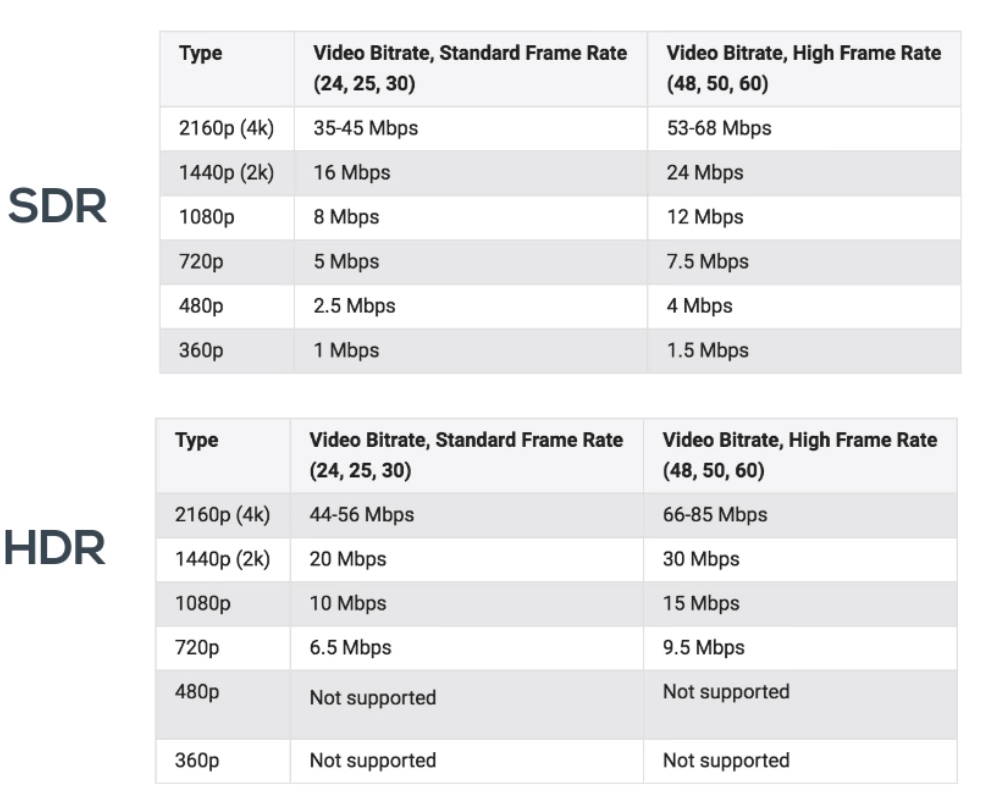 SDR
Type Video Bitrate, Standard Frame Rate Video Bitrate, High Frame Rate
(24, 25, 30) (48, 50, 60)
2160p (4k) 35-45 Mbps 53-68 Mbps
1440p (2k) 16 Mbps 24 Mbps
1080p 8 Mbps 12 Mbps
720p 5 Mbps 7.5 Mbps
480p 2.5 Mbps 4 Mbps
360p 1 Mbps 1.5 Mbps
HDR
Type Video Bitrate, Standard Frame Rate Video Bitrate, High Frame Rate
(24, 25, 30) (48, 50, 60)
2160p (4k) 44-56 Mbps 66-85 Mbps
1440p (2k) 20 Mbps 30 Mbps
1080p 10 Mbps 15 Mbps
720p 6.5 Mbps 9.5 Mbps
480p Not supported Not supported
360p Not supported Not supported